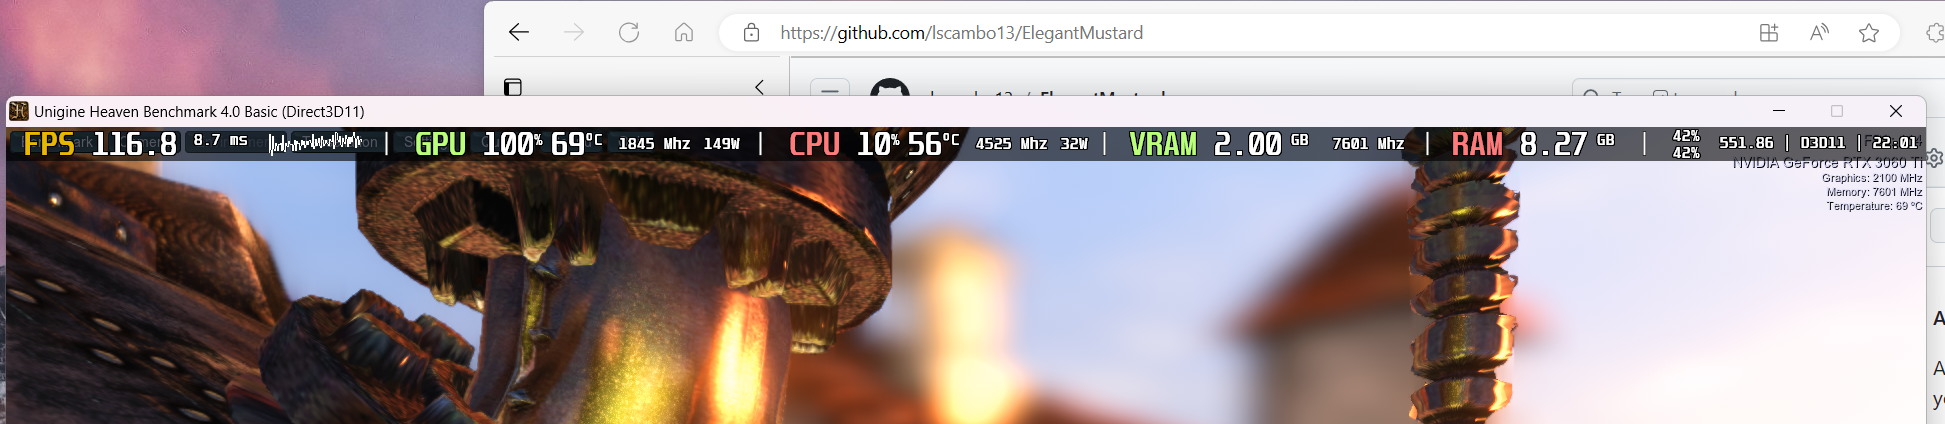 https://github.com/lscambo13/ElegantMustard
Unigine Heaven Benchmark 4.0 Basic (Direct3D11)
FPS 116.8 8.7 ms | GPU 100% 69°C 1845 Mhz 149W | CPU 10% 56°C 4525 Mhz 32W | VRAM 2.00 GB 7601 Mhz | RAM 8.27 GB | 42% 42% 551.86 | D3D11 | 22:01
NVIDIA GeForce RTX 3060 Ti
Graphics: 2100 MHz
Memory: 7601 MHz
Temperature: 69 °C